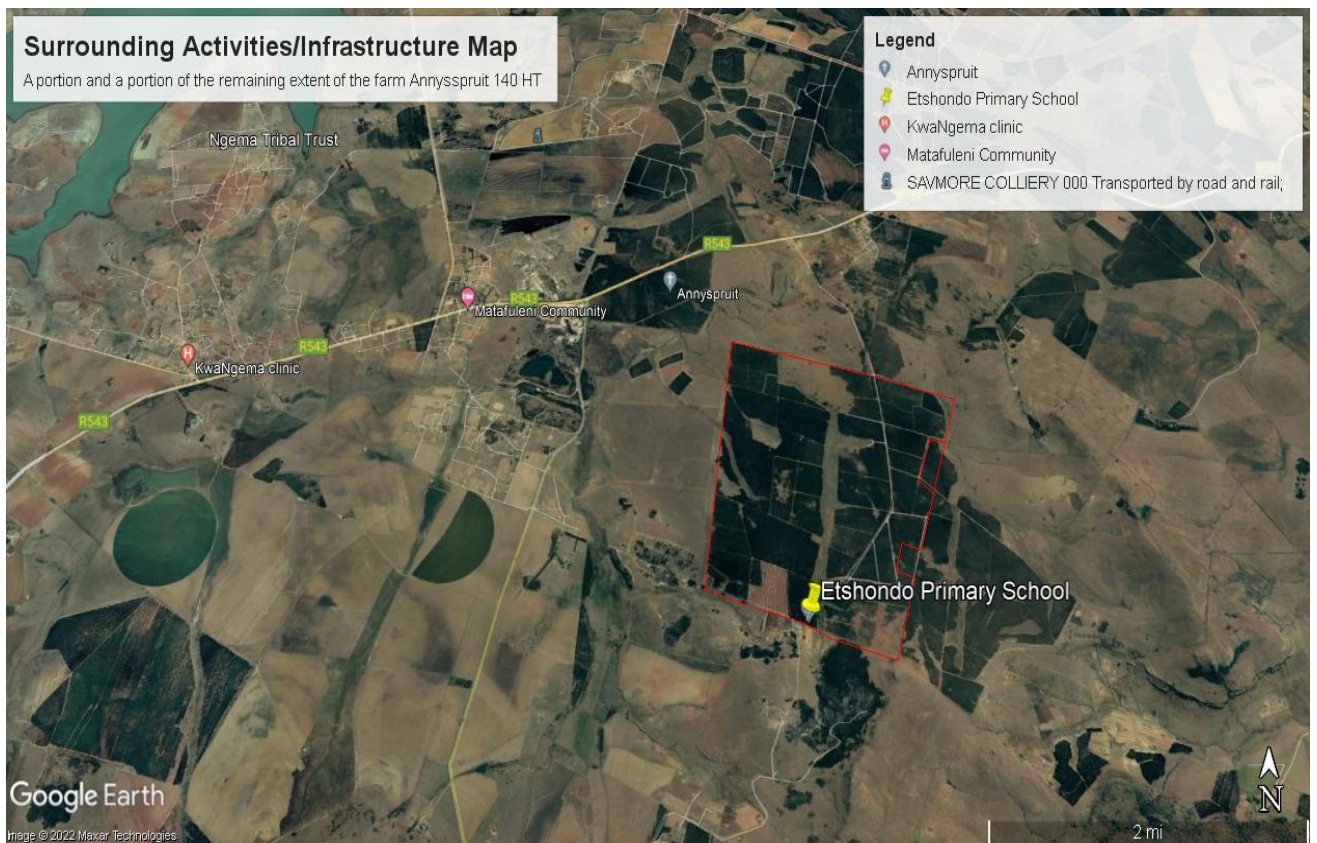 Surrounding Activities/Infrastructure Map
A portion and a portion of the remaining extent of the farm Annysspruit 140 HT
Legend
Annyspruit
Etshondo Primary School
KwaNgema clinic
Matafuleni Community
SAVMORE COLLIERY 000 Transported by road and rail;
Ngema Tribal Trust
R543
Annyspruit
R543
Matafuleni Community
R543
KwaNgema clinic
R543
Etshondo Primary School
Google Earth
Image © 2022 Maxar Technologies
N
2 mi